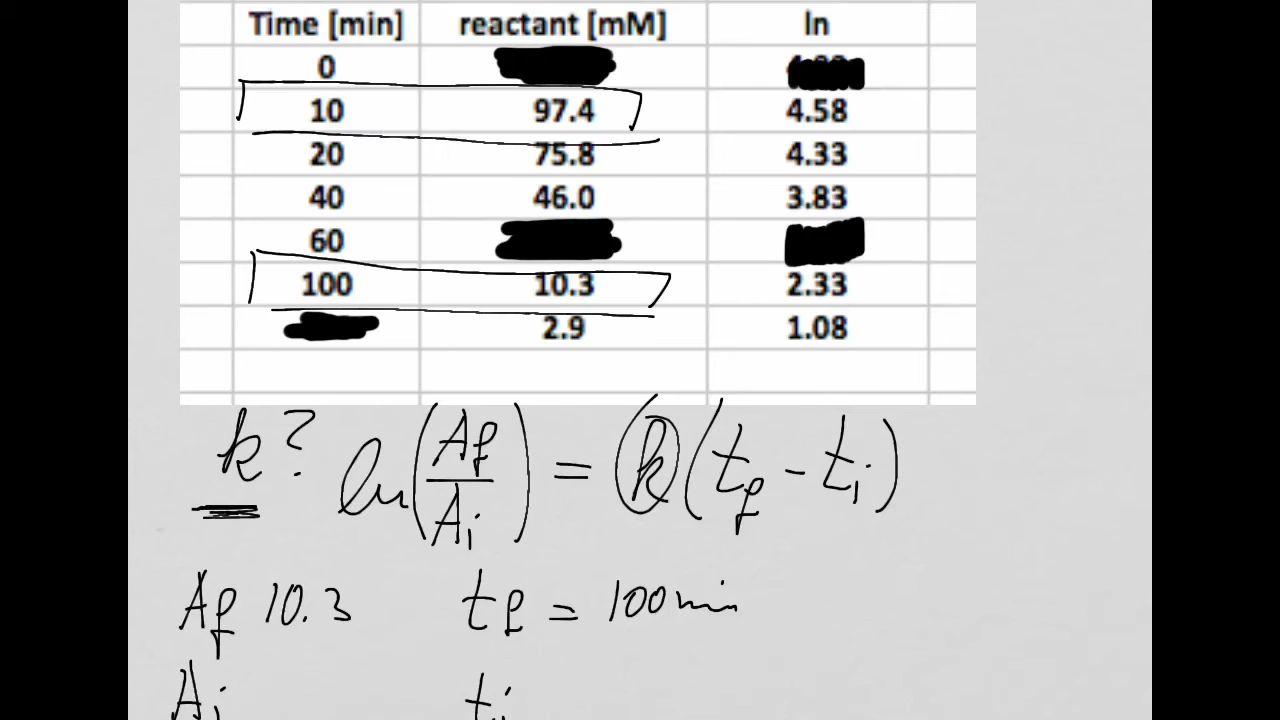 Time [min] reactant [mM] ln
0
10 97.4 4.58
20 75.8 4.33
40 46.0 3.83
60
100 10.3 2.33
2.9 1.08
k? ln(Af/Ai) = k(tf - ti)
Af 10.3 tf = 100min
Ai ti